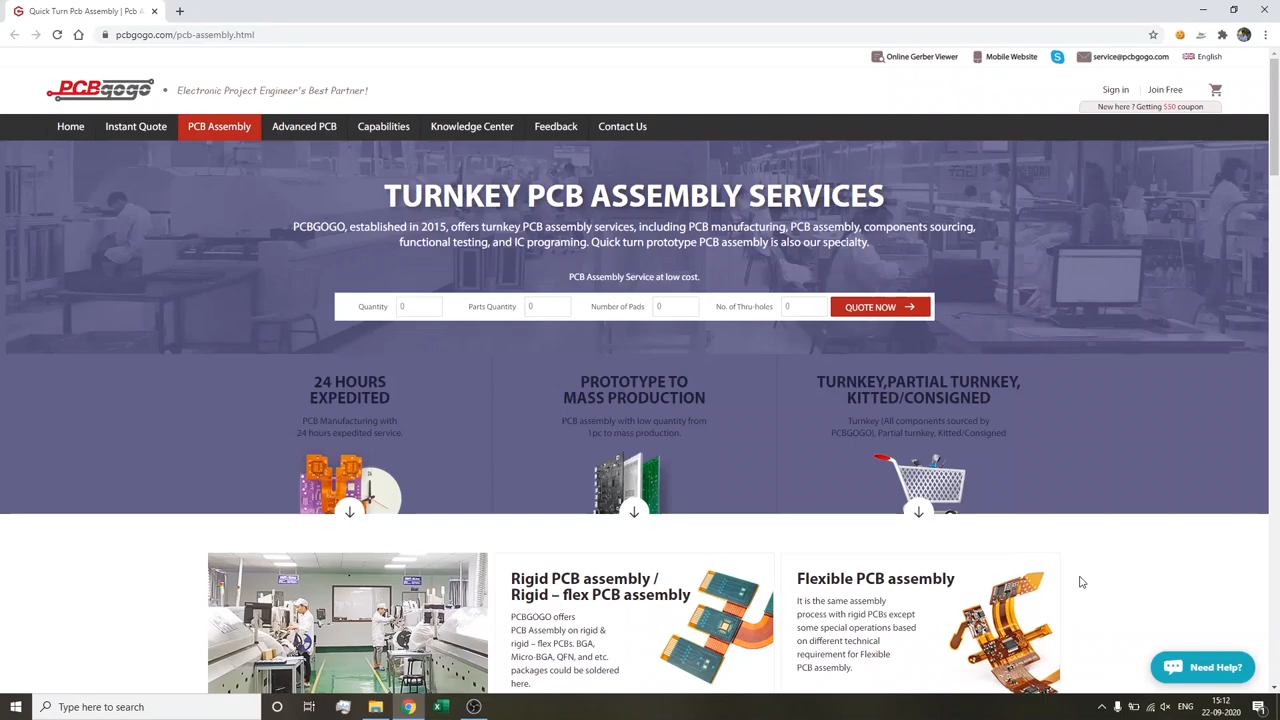 Quick Turn Pcb Assembly | Pcb A
pcbgogo.com/pcb-assembly.html
Online Gerber Viewer
Mobile Website
service@pcbgogo.com
English
PCBgogo
Electronic Project Engineer's Best Partner!
Sign in
Join Free
New here ? Getting $50 coupon
Home
Instant Quote
PCB Assembly
Advanced PCB
Capabilities
Knowledge Center
Feedback
Contact Us
TURNKEY PCB ASSEMBLY SERVICES
PCBGOGO, established in 2015, offers turnkey PCB assembly services, including PCB manufacturing, PCB assembly, components sourcing,
functional testing, and IC programing. Quick turn prototype PCB assembly is also our specialty.
PCB Assembly Service at low cost.
Quantity 0
Parts Quantity 0
Number of Pads 0
No. of Thru-holes 0
QUOTE NOW
24 HOURS
EXPEDITED
PCB Manufacturing with
24 hours expedited service.
PROTOTYPE TO
MASS PRODUCTION
PCB assembly with low quantity from
1pc to mass production.
TURNKEY,PARTIAL TURNKEY,
KITTED/CONSIGNED
Turnkey (All components sourced by
PCBGOGO), Partial turnkey, Kitted/Consigned
Rigid PCB assembly /
Rigid – flex PCB assembly
PCBGOGO offers
PCB Assembly on rigid &
rigid – flex PCBs. BGA,
Micro-BGA, QFN, and etc.
packages could be soldered
here.
Flexible PCB assembly
It is the same assembly
process with rigid PCBs except
some special operations based
on different technical
requirement for Flexible
PCB assembly.
Need Help?
Type here to search
ENG
15:12
22-09-2020